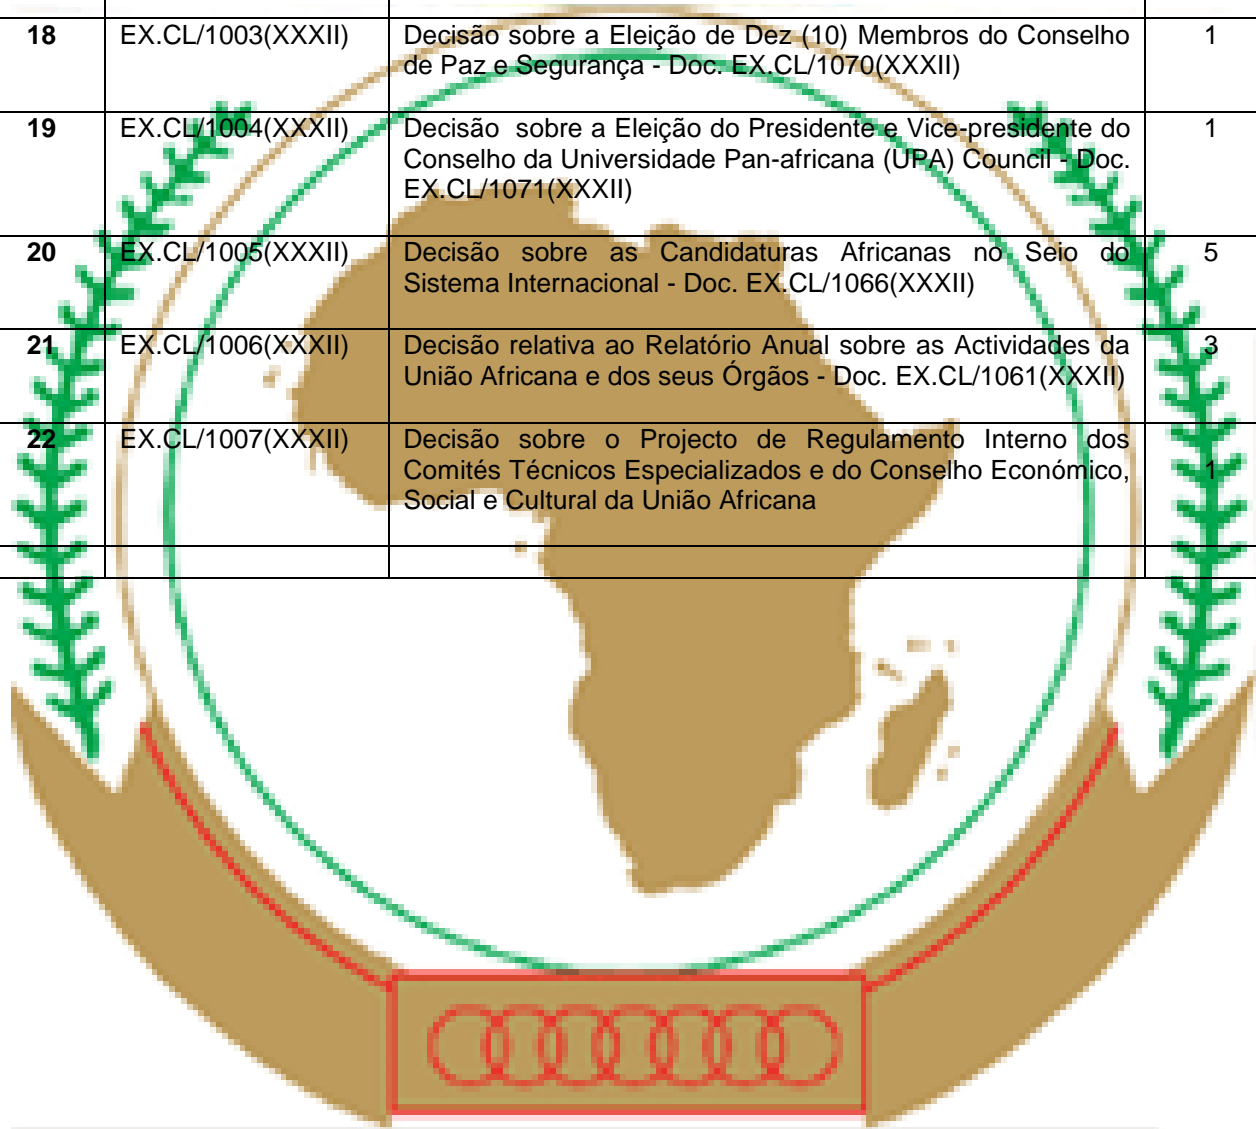 18 EX.CL/1003(XXXII) Decisão sobre a Eleição de Dez (10) Membros do Conselho 1
de Paz e Segurança - Doc. EX.CL/1070(XXXII)
19 EX.CL/1004(XXXII) Decisão sobre a Eleição do Presidente e Vice-presidente do 1
Conselho da Universidade Pan-africana (UPA) Council - Doc.
EX.CL/1071(XXXII)
20 EX.CL/1005(XXXII) Decisão sobre as Candidaturas Africanas no Seio do 5
Sistema Internacional - Doc. EX.CL/1066(XXXII)
21 EX.CL/1006(XXXII) Decisão relativa ao Relatório Anual sobre as Actividades da 3
União Africana e dos seus Órgãos - Doc. EX.CL/1061(XXXII)
22 EX.CL/1007(XXXII) Decisão sobre o Projecto de Regulamento Interno dos
Comités Técnicos Especializados e do Conselho Económico, 1
Social e Cultural da União Africana